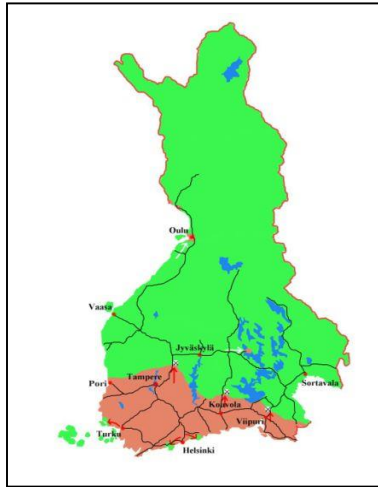 Oulu
Vaasa
Jyväskylä
Pori
Tampere
Sortavala
Kouvola
Viipuri
Turku
Helsinki